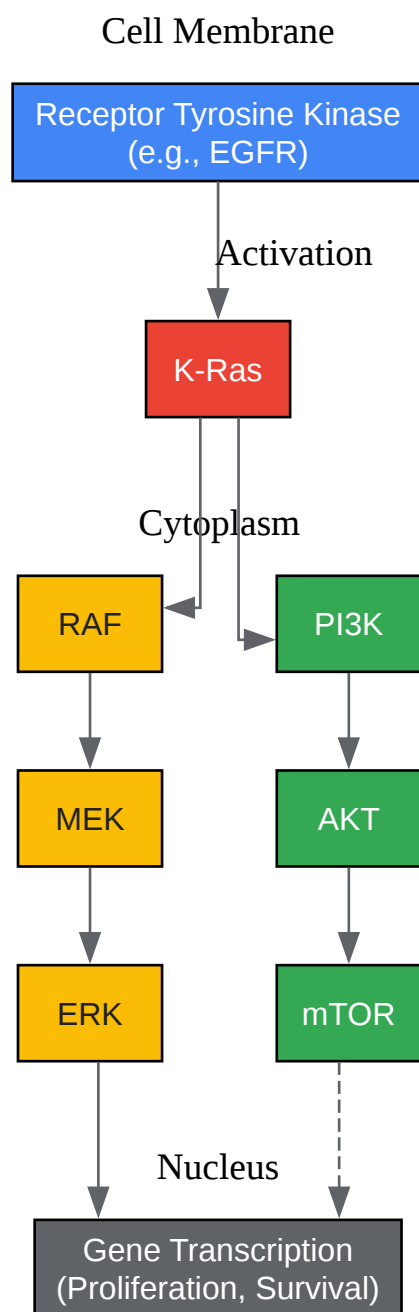 Cell Membrane
Receptor Tyrosine Kinase
(e.g., EGFR)
Activation
K-Ras
Cytoplasm
RAF
PI3K
MEK
AKT
ERK
mTOR
Nucleus
Gene Transcription
(Proliferation, Survival)